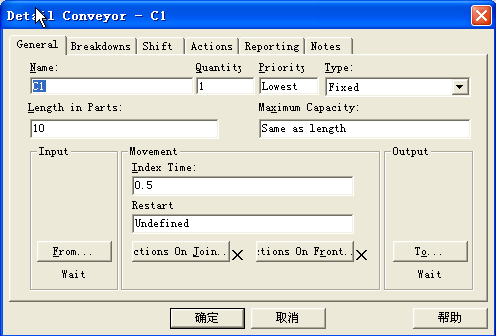 Detail Conveyor - C1
General Breakdowns Shift Actions Reporting Notes
Name: Quantity Priority Type:
C1 1 Lowest Fixed
Length in Parts: Maximum Capacity:
10 Same as length
Input Movement Output
Index Time:
0.5
Restart
Undefined
From... ctions On Join.. ctions On Front.. To...
Wait Wait
确定 取消 帮助